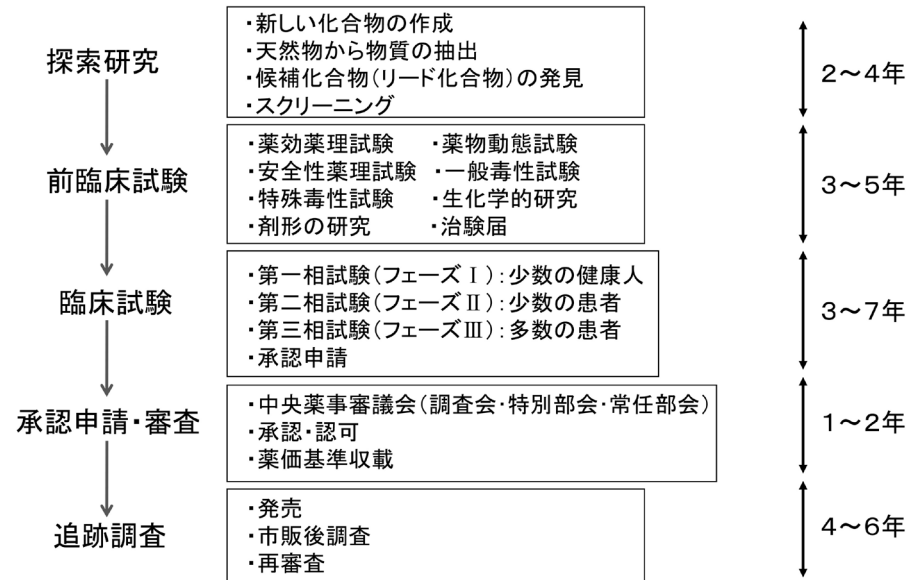 探索研究
・新しい化合物の作成
・天然物から物質の抽出
・候補化合物(リード化合物)の発見
・スクリーニング
2～4年
前臨床試験
・薬効薬理試験 ・薬物動態試験
・安全性薬理試験 ・一般毒性試験
・特殊毒性試験 ・生化学的研究
・剤形の研究 ・治験届
3～5年
臨床試験
・第一相試験(フェーズⅠ):少数の健康人
・第二相試験(フェーズⅡ):少数の患者
・第三相試験(フェーズⅢ):多数の患者
・承認申請
3～7年
承認申請・審査
・中央薬事審議会(調査会・特別部会・常任部会)
・承認・認可
・薬価基準収載
1～2年
追跡調査
・発売
・市販後調査
・再審査
4～6年